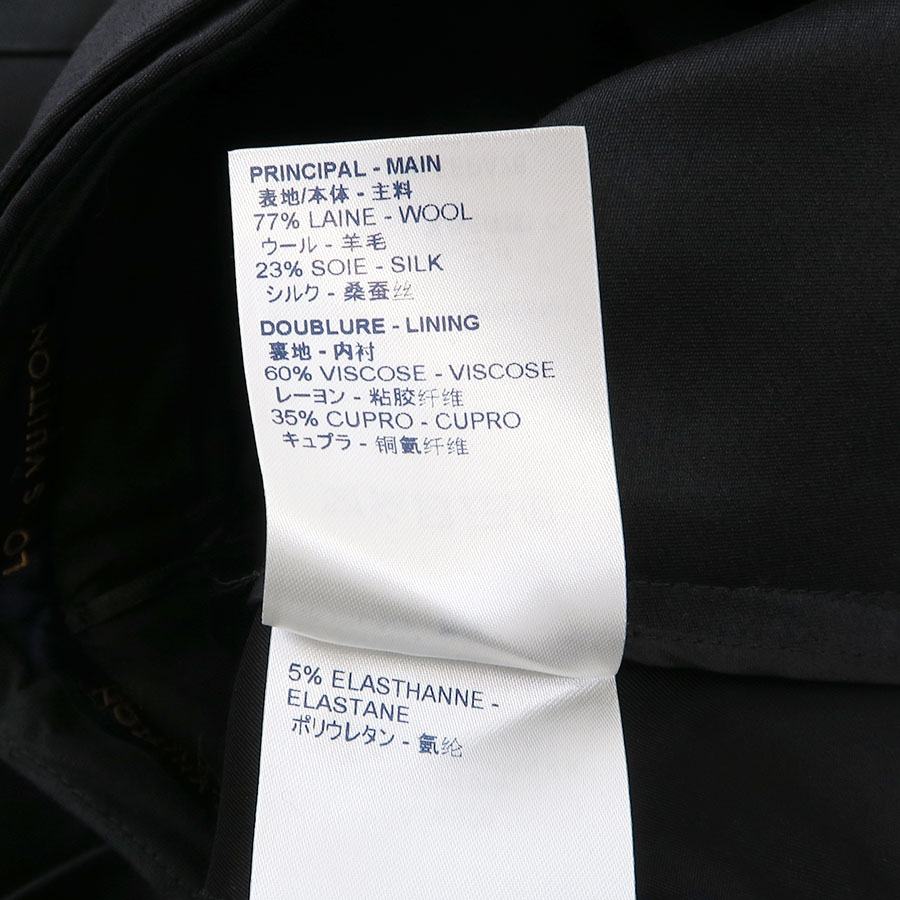 PRINCIPAL - MAIN
表地/本体 - 主料
77% LAINE - WOOL
ウール - 羊毛
23% SOIE - SILK
シルク - 桑蚕丝
DOUBLURE - LINING
裏地 - 内衬
60% VISCOSE - VISCOSE
レーヨン - 粘胶纤维
35% CUPRO - CUPRO
キュプラ - 铜氨纤维
5% ELASTHANNE -
ELASTANE
ポリウレタン - 氨纶
LO S VUITTON